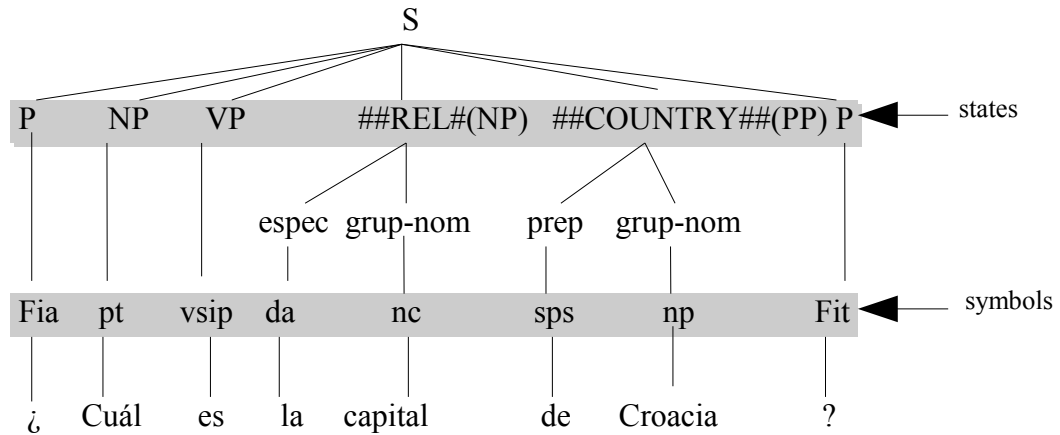 S
P NP VP ##REL#(NP) ##COUNTRY##(PP) P states
espec grup-nom prep grup-nom
Fia pt vsip da nc sps np Fit symbols
¿ Cuál es la capital de Croacia ?